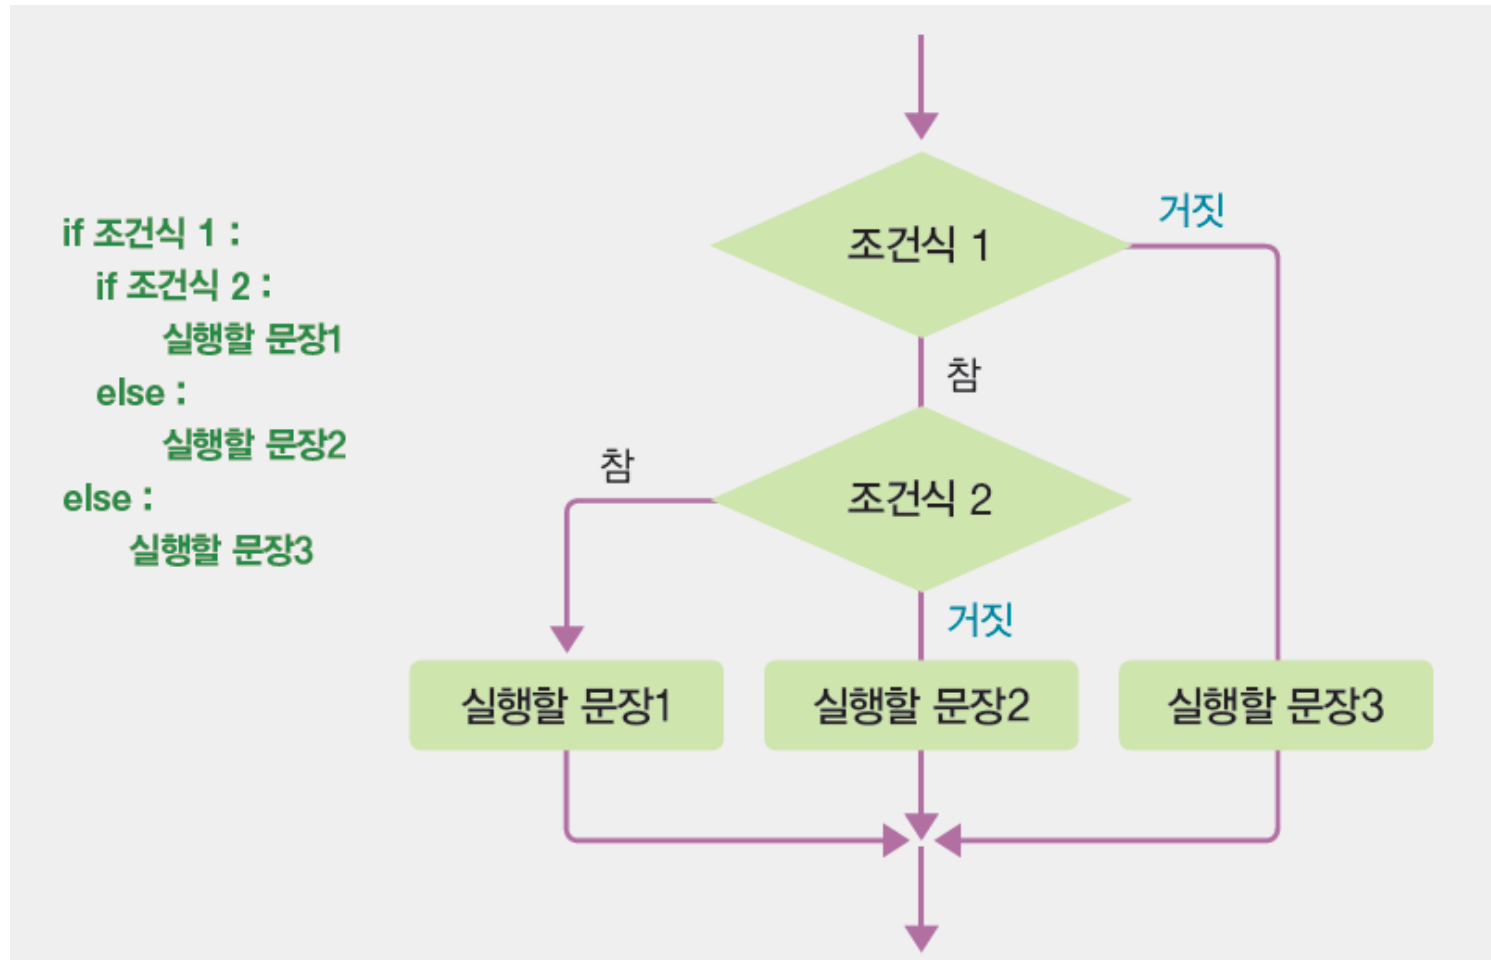 if 조건식 1 :
if 조건식 2 :
실행할 문장1
else :
실행할 문장2
else :
실행할 문장3
조건식 1
거짓
참
조건식 2
참
거짓
실행할 문장1
실행할 문장2
실행할 문장3